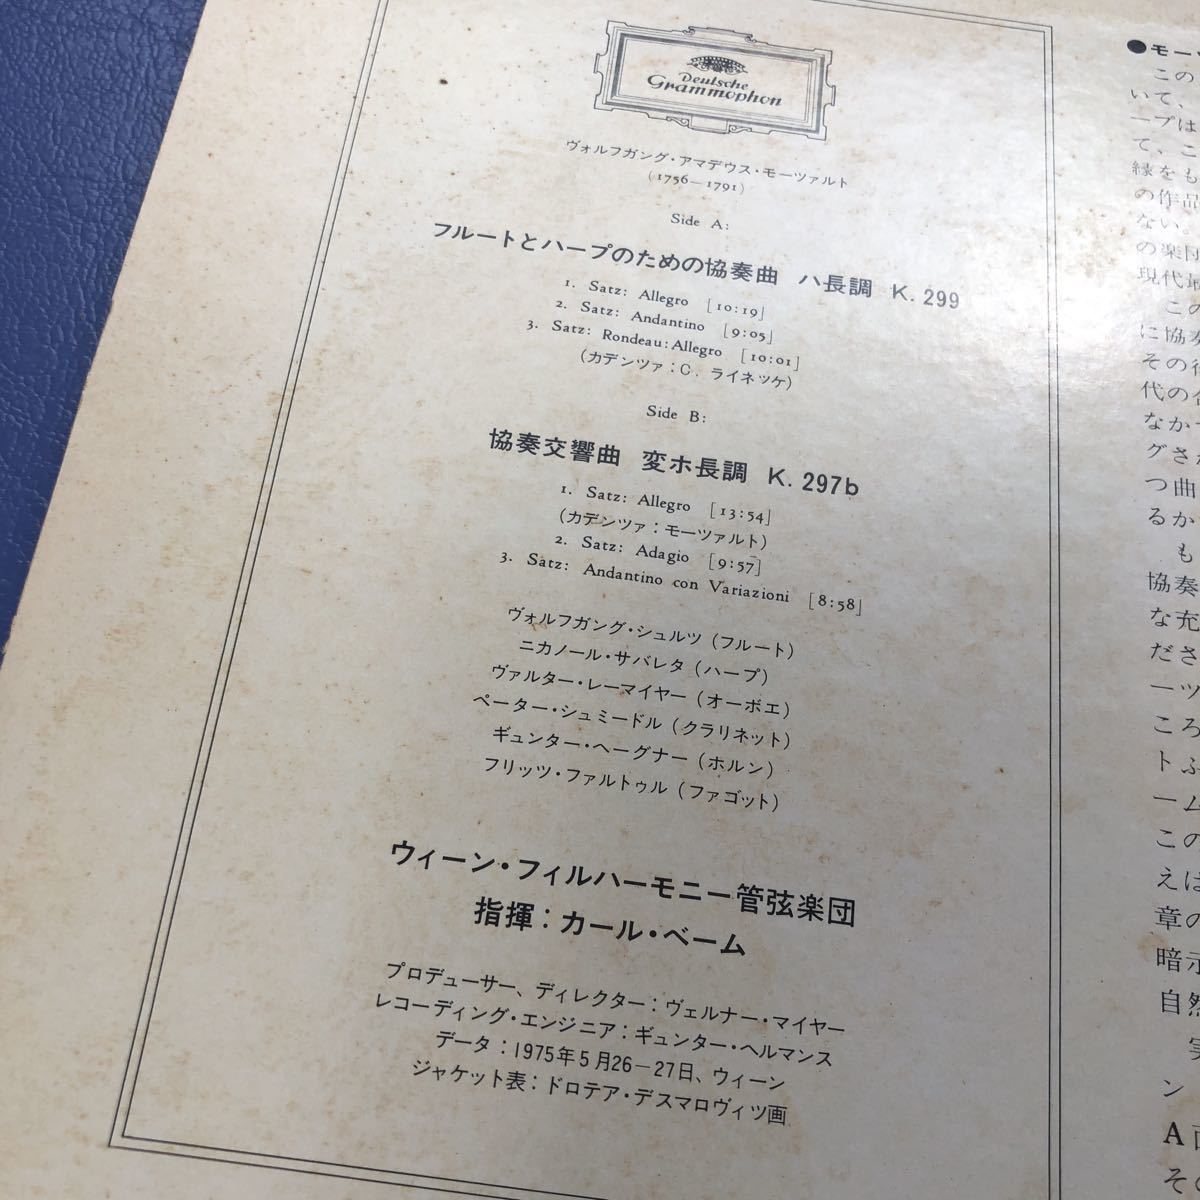 Deutsche
Grammophon
ヴォルフガング・アマデウス・モーツァルト
(1756—1791)
Side A:
フルートとハープのための協奏曲 ハ長調 K. 299
1. Satz: Allegro [10:19]
2. Satz: Andantino [9:05]
3. Satz: Rondeau: Allegro [10:01]
(カデンツァ：C. ライネッケ)
Side B:
協奏交響曲 変ホ長調 K. 297b
1. Satz: Allegro [13:54]
(カデンツァ：モーツァルト)
2. Satz: Adagio [9:57]
3. Satz: Andantino con Variazioni [8:58]
ヴォルフガング・シュルツ (フルート)
ニカノール・サバレタ (ハープ)
ヴァルター・レーマイヤー (オーボエ)
ペーター・シュミードル (クラリネット)
ギュンター・ヘーグナー (ホルン)
フリッツ・ファルトゥル (ファゴット)
ウィーン・フィルハーモニー管弦楽団
指揮：カール・ベーム
プロデューサー、ディレクター：ヴェルナー・マイヤー
レコーディング・エンジニア：ギュンター・ヘルマンス
データ：1975年5月26−27日、ウィーン
ジャケット表：ドロテア・デスマロヴィツ画
●モー
この
いて、
ープは
て、こ
縁をも
の作品
ない。
の楽団
現代最
この
に協奏
その
代の
なか
グさ
つ曲
るか
も
協奏
な充
ださ
ーツ
ころ
トふ
ーム
この
えは
章の
暗示
自然
実
ン
A面
その